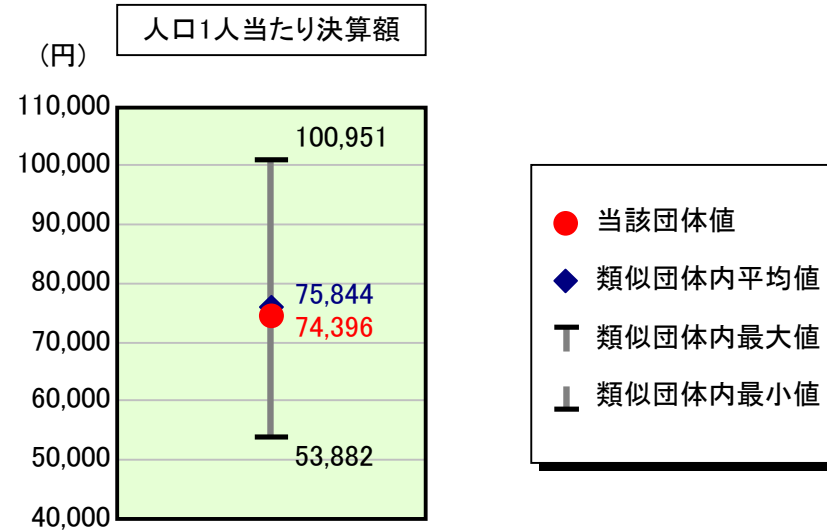 人口1人当たり決算額
(円)
110,000
100,000
90,000
80,000
70,000
60,000
50,000
40,000
100,951
75,844
74,396
53,882
当該団体値
類似団体内平均値
類似団体内最大値
類似団体内最小値